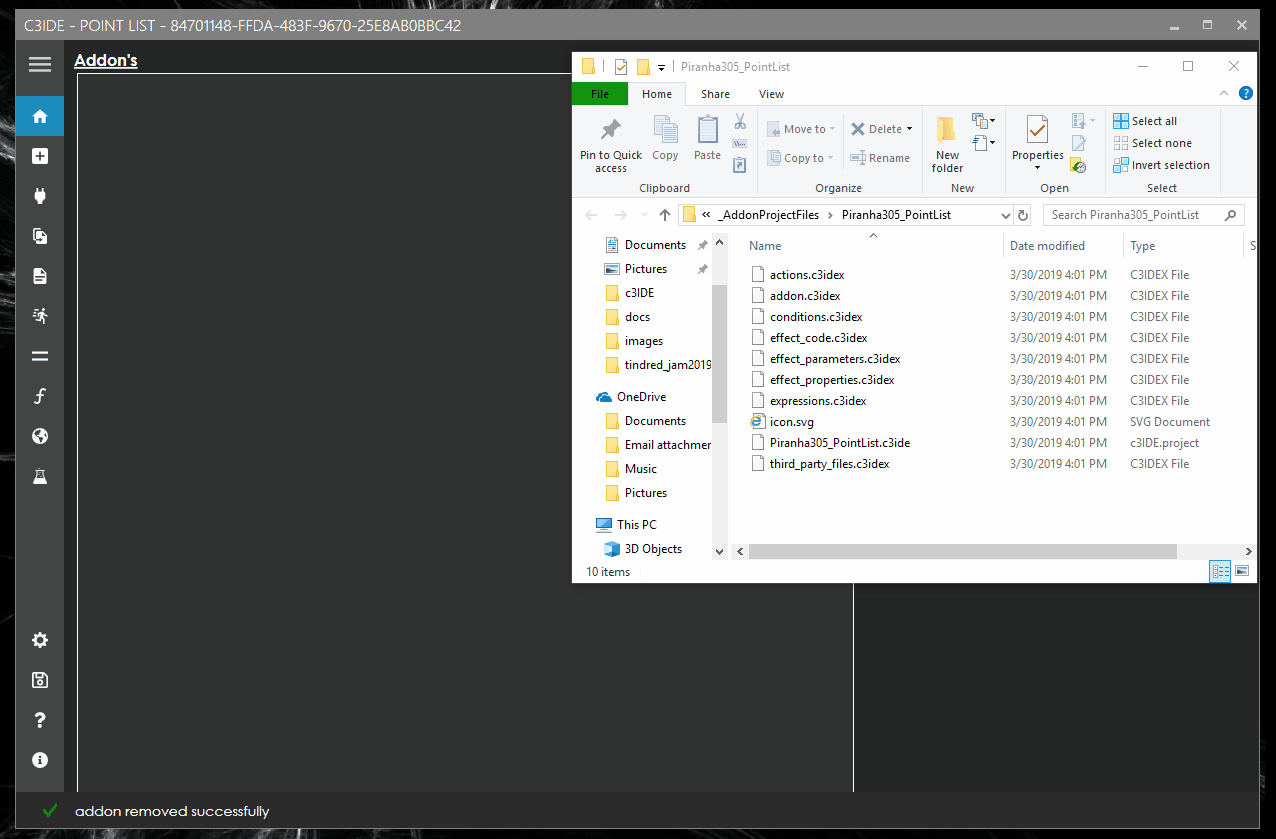 C3IDE - POINT LIST - 84701148-FFDA-483F-9670-25E8AB0BBC42
Addon's
Piranha305_PointList
File Home Share View
Pin to Quick access
Copy
Paste
Clipboard
Move to
Copy to
Delete
Rename
Organize
New folder
New
Properties
Open
Select all
Select none
Invert selection
Select
« _AddonProjectFiles > Piranha305_PointList
Search Piranha305_PointList
Documents
Pictures
c3IDE
docs
images
tindred_jam2019
OneDrive
Documents
Email attachmer
Music
Pictures
This PC
3D Objects
Name Date modified Type S
actions.c3idex 3/30/2019 4:01 PM C3IDEX File
addon.c3idex 3/30/2019 4:01 PM C3IDEX File
conditions.c3idex 3/30/2019 4:01 PM C3IDEX File
effect_code.c3idex 3/30/2019 4:01 PM C3IDEX File
effect_parameters.c3idex 3/30/2019 4:01 PM C3IDEX File
effect_properties.c3idex 3/30/2019 4:01 PM C3IDEX File
expressions.c3idex 3/30/2019 4:01 PM C3IDEX File
icon.svg 3/30/2019 4:01 PM SVG Document
Piranha305_PointList.c3ide 3/30/2019 4:01 PM c3IDE.project
third_party_files.c3idex 3/30/2019 4:01 PM C3IDEX File
10 items
addon removed successfully